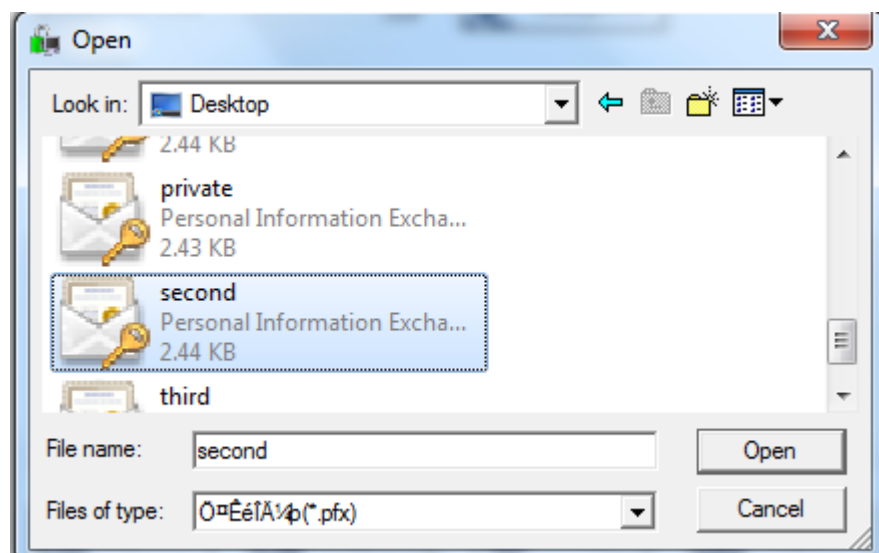 Open
Look in:
Desktop
2.44 KB
private
Personal Information Excha...
2.43 KB
second
Personal Information Excha...
2.44 KB
third
File name:
second
Open
Files of type:
Ö¤ÊéÎÄ¼þ(*.pfx)
Cancel